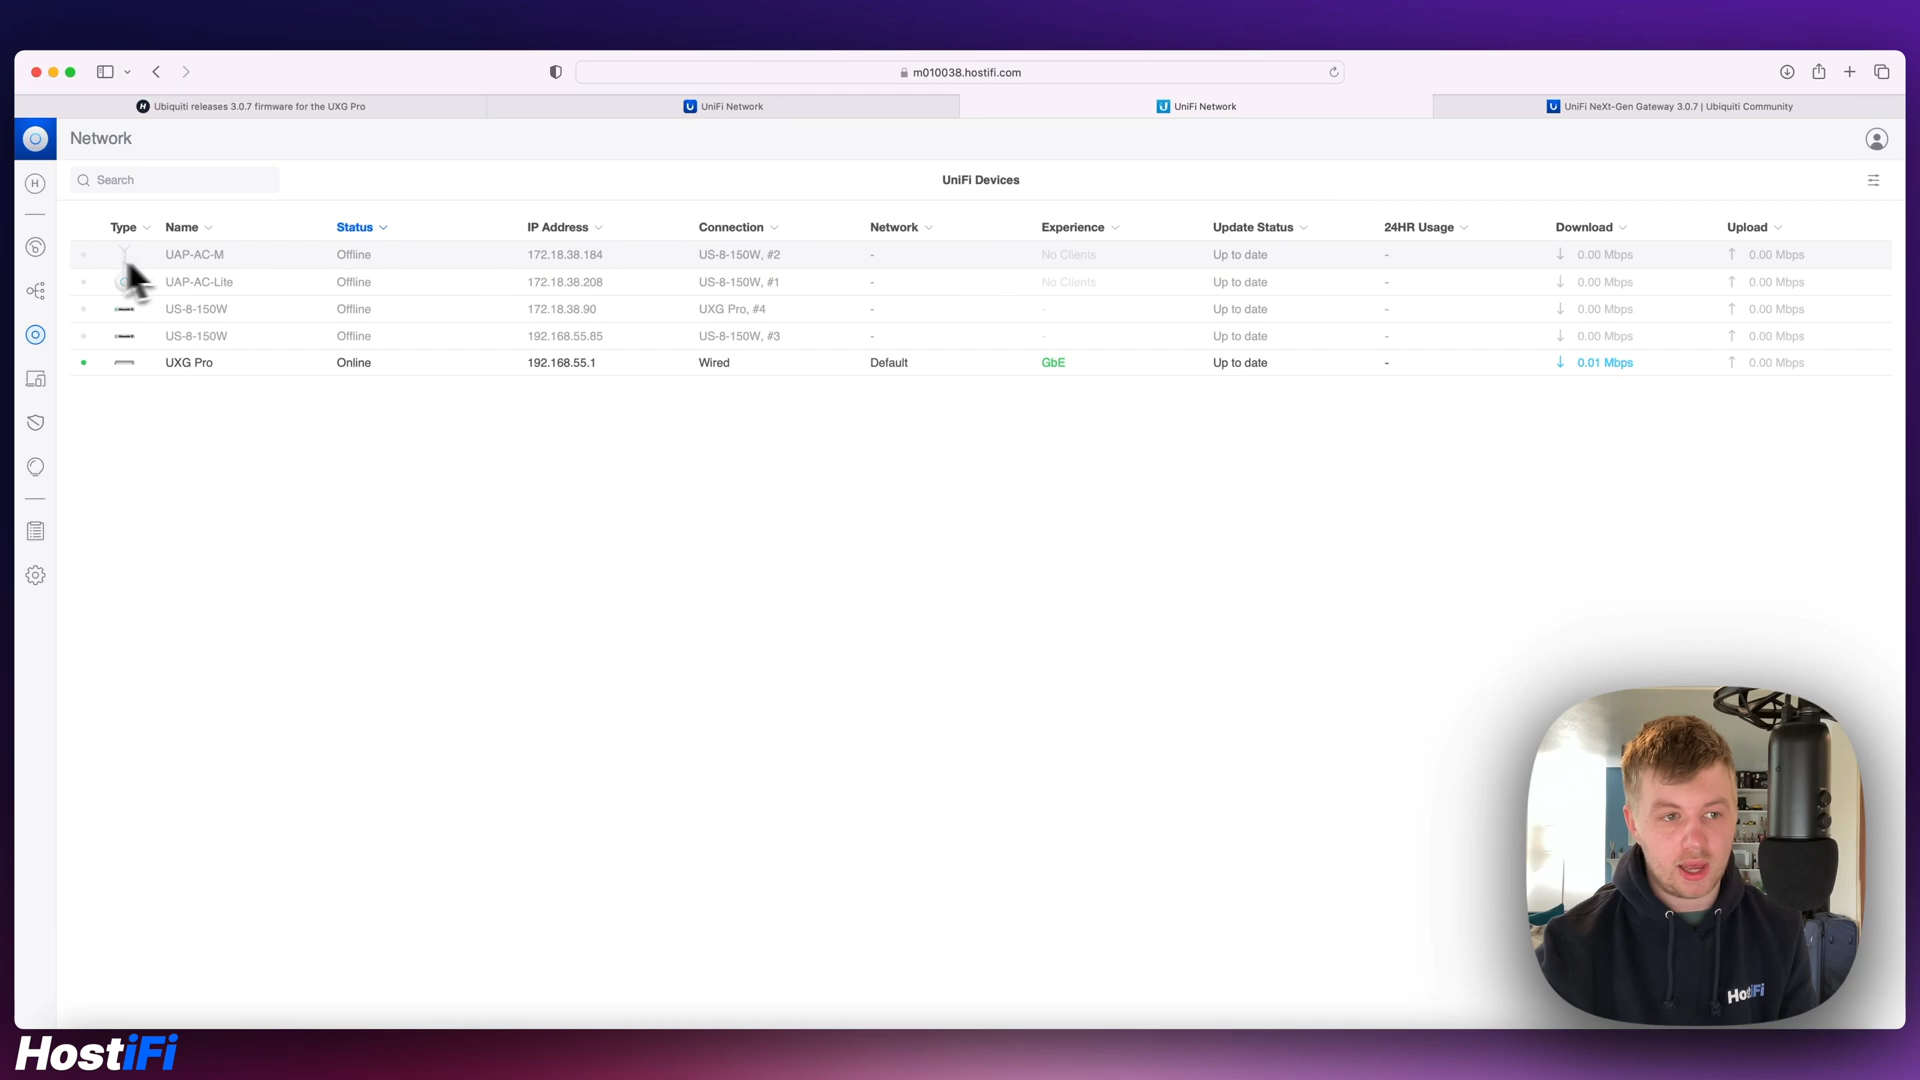 m010038.hostifi.com
Ubiquiti releases 3.0.7 firmware for the UXG Pro
UniFi Network
UniFi Network
UniFi NeXt-Gen Gateway 3.0.7 | Ubiquiti Community
Network
Search
UniFi Devices
Type Name Status IP Address Connection Network Experience Update Status 24HR Usage Download Upload
UAP-AC-M Offline 172.18.38.184 US-8-150W, #2 - No Clients Up to date - 0.00 Mbps 0.00 Mbps
UAP-AC-Lite Offline 172.18.38.208 US-8-150W, #1 - No Clients Up to date - 0.00 Mbps 0.00 Mbps
US-8-150W Offline 172.18.38.90 UXG Pro, #4 - - Up to date - 0.00 Mbps 0.00 Mbps
US-8-150W Offline 192.168.55.85 US-8-150W, #3 - - Up to date - 0.00 Mbps 0.00 Mbps
UXG Pro Online 192.168.55.1 Wired Default GbE Up to date - 0.01 Mbps 0.00 Mbps
H
HostiFi
HostiFi